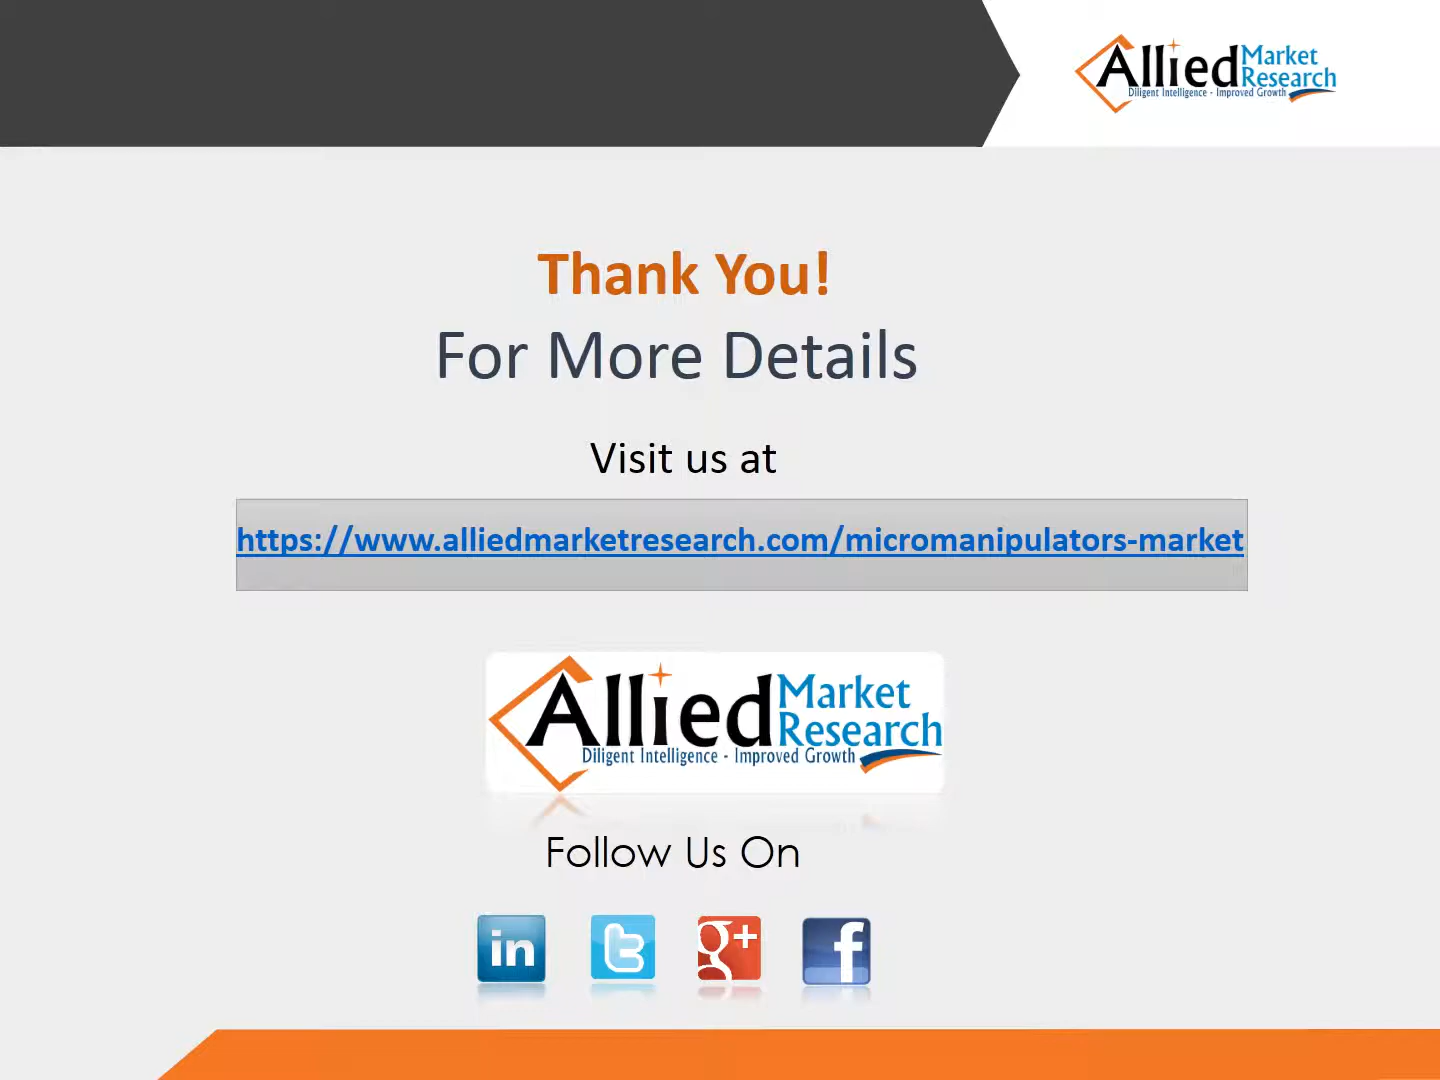 Allied Market
Research
Diligent Intelligence - Improved Growth
Thank You!
For More Details
Visit us at
https://www.alliedmarketresearch.com/micromanipulators-market
Allied Market
Research
Diligent Intelligence - Improved Growth
Follow Us On
in t g+ f